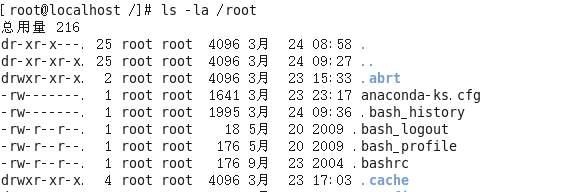 [root@localhost /]# ls -la /root
总用量 216
dr-xr-x---. 25 root root 4096 3月 24 08:58 .
dr-xr-xr-x. 25 root root 4096 3月 24 09:27 ..
drwxr-xr-x. 2 root root 4096 3月 23 15:33 .abrt
-rw-------. 1 root root 1641 3月 23 23:17 anaconda-ks.cfg
-rw-------. 1 root root 1995 3月 24 09:36 .bash_history
-rw-r--r--. 1 root root 18 5月 20 2009 .bash_logout
-rw-r--r--. 1 root root 176 5月 20 2009 .bash_profile
-rw-r--r--. 1 root root 176 9月 23 2004 .bashrc
drwxr-xr-x. 4 root root 4096 3月 23 17:03 .cache